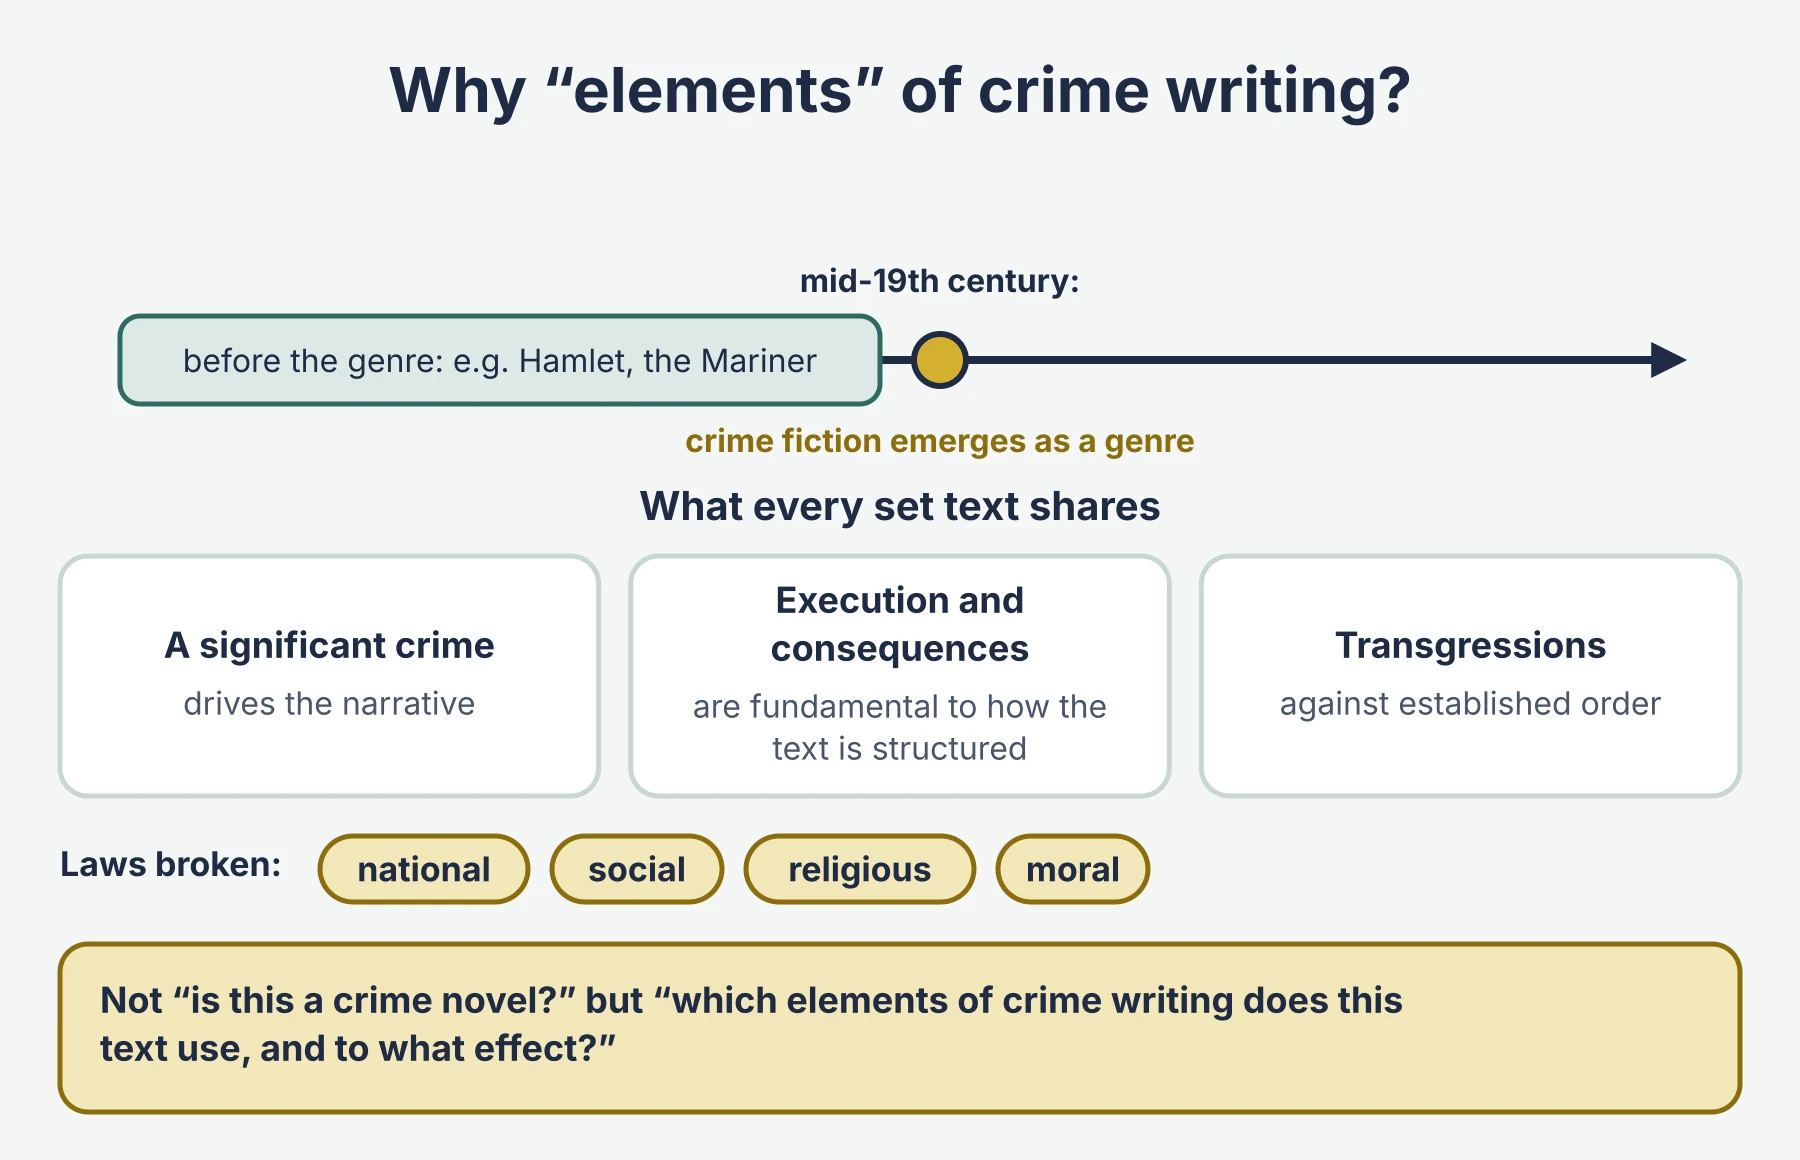 Why “elements” of crime writing?
mid-19th century:
before the genre: e.g. Hamlet, the Mariner
crime fiction emerges as a genre
What every set text shares
A significant crime
drives the narrative
Execution and
consequences
are fundamental to how the
text is structured
Transgressions
against established order
Laws broken:
national
social
religious
moral
Not “is this a crime novel?” but “which elements of crime writing does this
text use, and to what effect?”